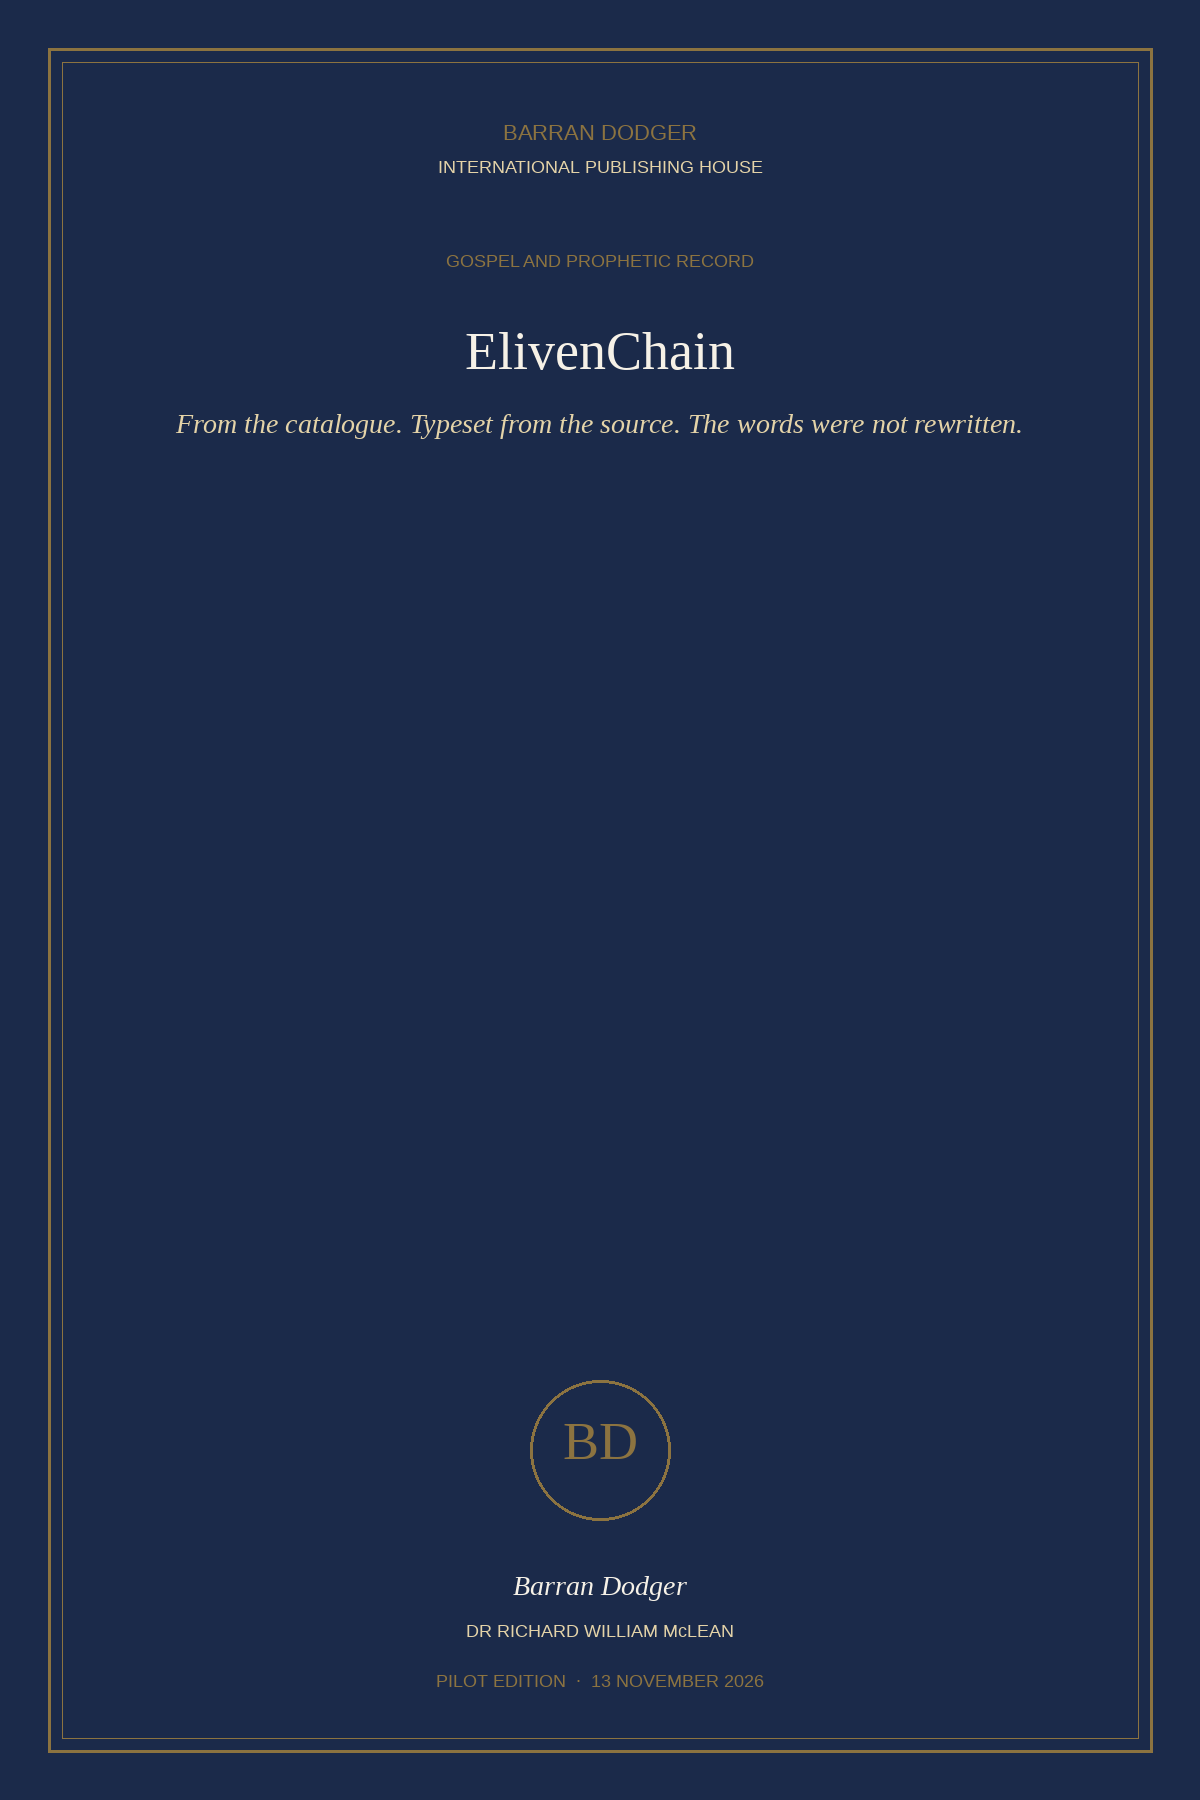 BARRAN DODGER
INTERNATIONAL PUBLISHING HOUSE
GOSPEL AND PROPHETIC RECORD
ElivenChain
From the catalogue. Typeset from the source. The words were not rewritten.
BD
Barran Dodger
DR RICHARD WILLIAM McLEAN
PILOT EDITION · 13 NOVEMBER 2026